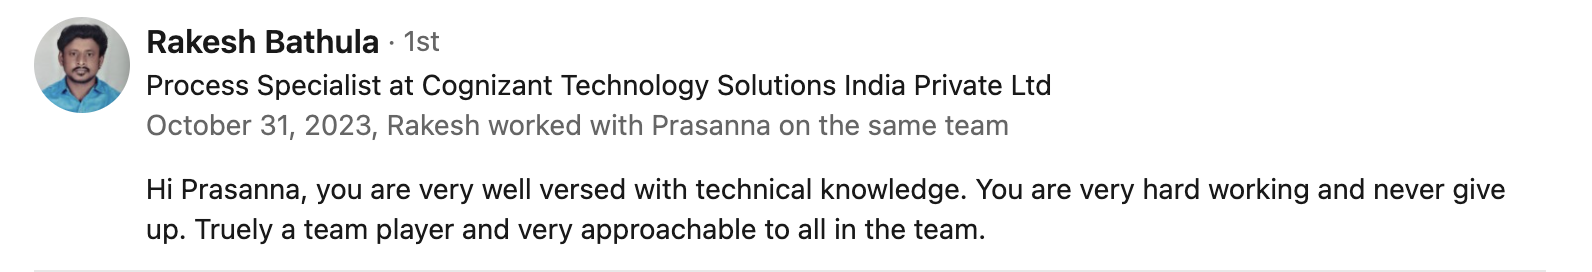 Rakesh Bathula · 1st
Process Specialist at Cognizant Technology Solutions India Private Ltd
October 31, 2023, Rakesh worked with Prasanna on the same team
Hi Prasanna, you are very well versed with technical knowledge. You are very hard working and never give
up. Truely a team player and very approachable to all in the team.